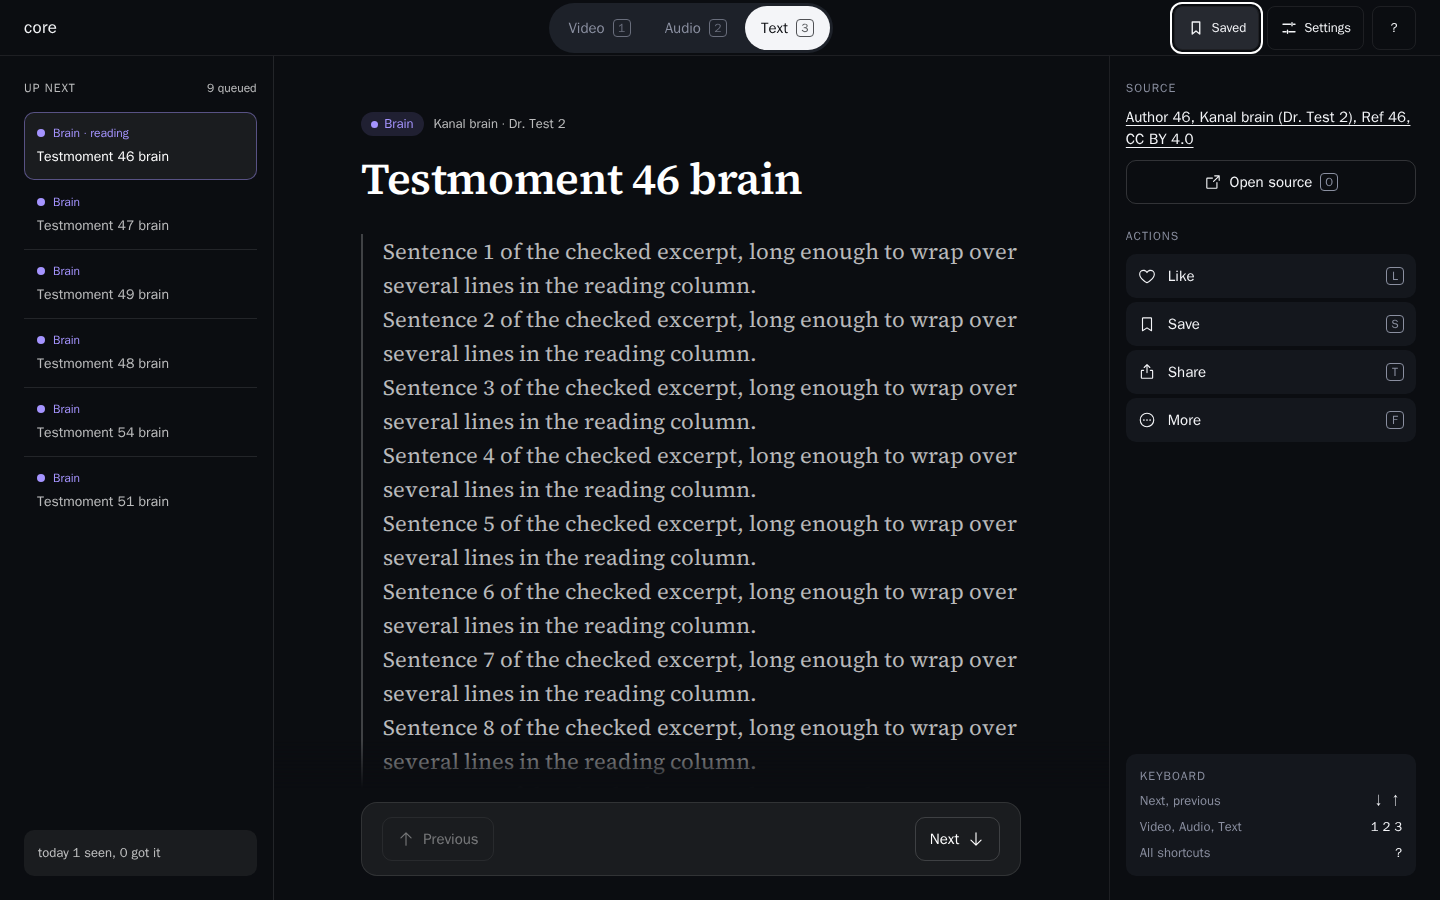 core
Video 1
Audio 2
Text 3
Saved
Settings
?
UP NEXT
9 queued
Brain · reading
Testmoment 46 brain
Brain
Testmoment 47 brain
Brain
Testmoment 49 brain
Brain
Testmoment 48 brain
Brain
Testmoment 54 brain
Brain
Testmoment 51 brain
today 1 seen, 0 got it
Brain
Kanal brain · Dr. Test 2
Testmoment 46 brain
Sentence 1 of the checked excerpt, long enough to wrap over
several lines in the reading column.
Sentence 2 of the checked excerpt, long enough to wrap over
several lines in the reading column.
Sentence 3 of the checked excerpt, long enough to wrap over
several lines in the reading column.
Sentence 4 of the checked excerpt, long enough to wrap over
several lines in the reading column.
Sentence 5 of the checked excerpt, long enough to wrap over
several lines in the reading column.
Sentence 6 of the checked excerpt, long enough to wrap over
several lines in the reading column.
Sentence 7 of the checked excerpt, long enough to wrap over
several lines in the reading column.
Sentence 8 of the checked excerpt, long enough to wrap over
several lines in the reading column.
↑ Previous
Next ↓
SOURCE
Author 46, Kanal brain (Dr. Test 2), Ref 46,
CC BY 4.0
Open source O
ACTIONS
Like L
Save S
Share T
More F
KEYBOARD
Next, previous ↓ ↑
Video, Audio, Text 1 2 3
All shortcuts ?